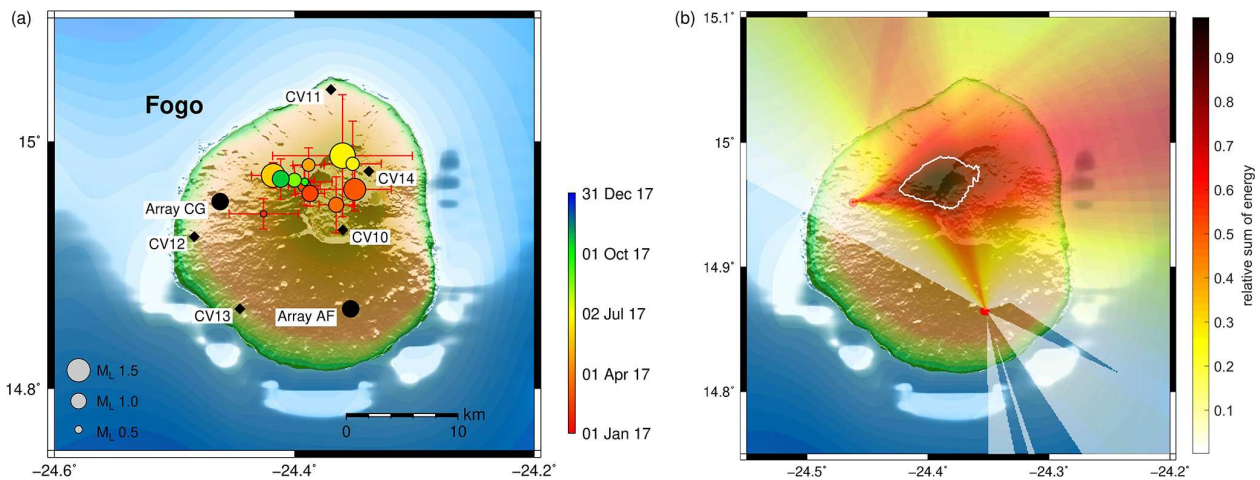 (a)
Fogo
CV11
CV14
Array CG
CV12
CV10
CV13
Array AF
M_L 1.5
M_L 1.0
M_L 0.5
km
0 10
15°
14.8°
−24.6° −24.4° −24.2°
31 Dec 17
01 Oct 17
02 Jul 17
01 Apr 17
01 Jan 17
(b)
15.1°
15°
14.9°
14.8°
−24.5° −24.4° −24.3° −24.2°
0.9
0.8
0.7
0.6
0.5
0.4
0.3
0.2
0.1
relative sum of energy